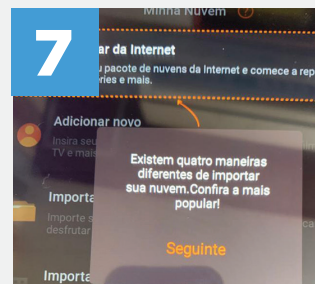 7
Minha Nuvem ?
ar da Internet
u pacote de nuvens da Internet e comece a rep
ries e mais.
Adicionar novo
Insira seu
TV e mais
Existem quatro maneiras
diferentes de importar
sua nuvem.Confira a mais
popular!
Seguinte
Importa
Importe s
desfrutar
Importa